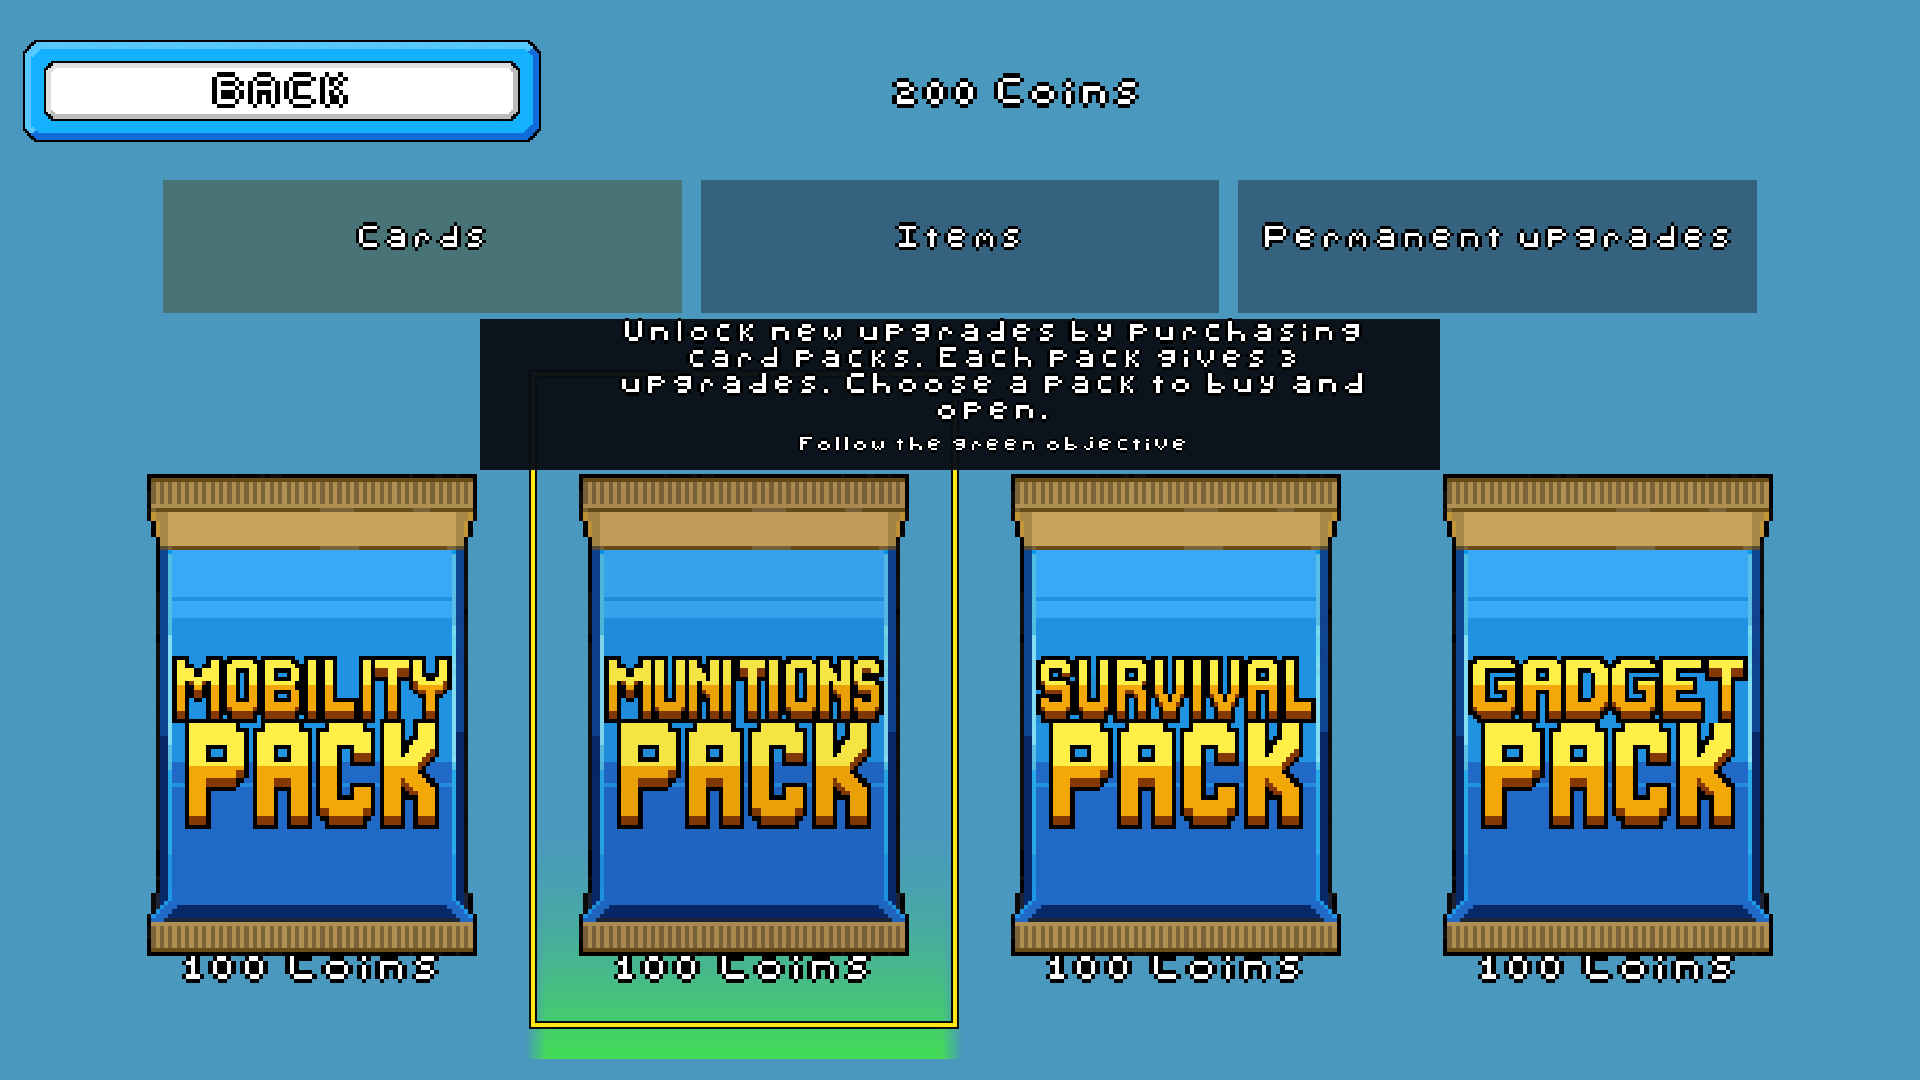 BACK
200 Coins
Cards
Items
Permanent upgrades
Unlock new upgrades by purchasing
card packs. Each pack gives 3
upgrades. Choose a pack to buy and
open.
Follow the green objective
MOBILITY
PACK
MUNITIONS
PACK
SURVIVAL
PACK
GADGET
PACK
100 Coins
100 Coins
100 Coins
100 Coins